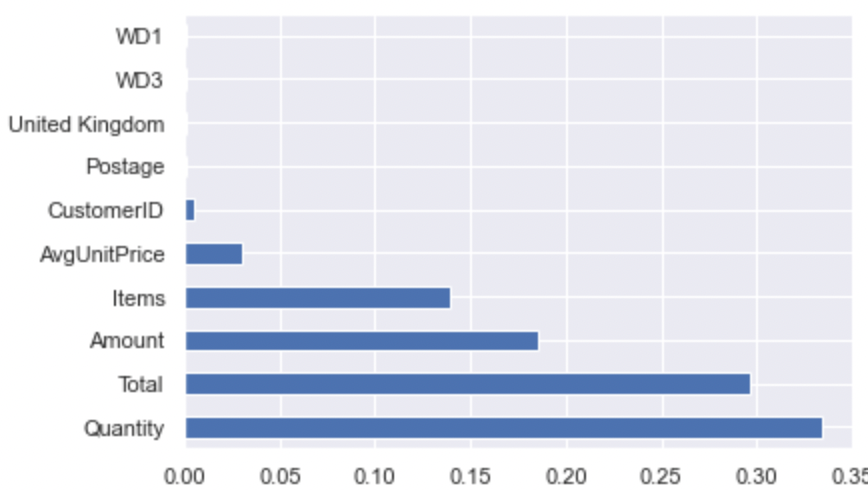 WD1
WD3
United Kingdom
Postage
CustomerID
AvgUnitPrice
Items
Amount
Total
Quantity
0.00 0.05 0.10 0.15 0.20 0.25 0.30 0.35